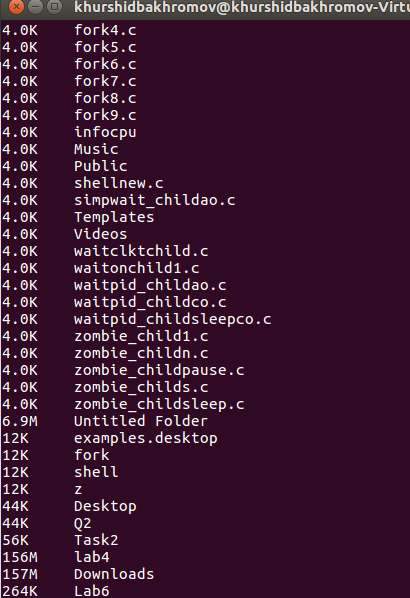 khurshidbakhromov@khurshidbakhromov-Virtu
4.0K fork4.c
4.0K fork5.c
4.0K fork6.c
4.0K fork7.c
4.0K fork8.c
4.0K fork9.c
4.0K infocpu
4.0K Music
4.0K Public
4.0K shellnew.c
4.0K simpwait_childao.c
4.0K Templates
4.0K Videos
4.0K waitclktchild.c
4.0K waitonchild1.c
4.0K waitpid_childao.c
4.0K waitpid_childco.c
4.0K waitpid_childsleepco.c
4.0K zombie_child1.c
4.0K zombie_childn.c
4.0K zombie_childpause.c
4.0K zombie_childs.c
4.0K zombie_childsleep.c
6.9M Untitled Folder
12K examples.desktop
12K fork
12K shell
12K z
44K Desktop
44K Q2
56K Task2
156M lab4
157M Downloads
264K Lab6